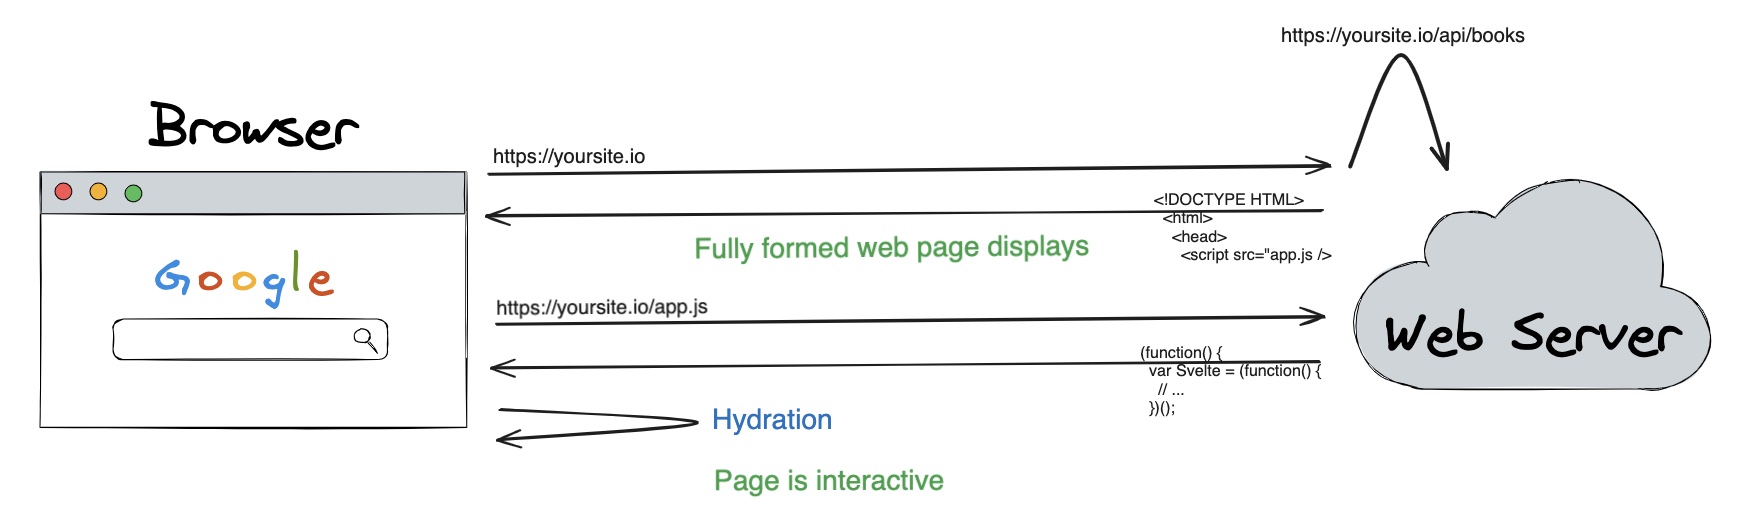 https://yoursite.io/api/books
Browser
https://yoursite.io
<!DOCTYPE HTML>
<html>
<head>
<script src="app.js />
Fully formed web page displays
Google
https://yoursite.io/app.js
Web Server
(function() {
var Svelte = (function() {
// ...
})();
Hydration
Page is interactive